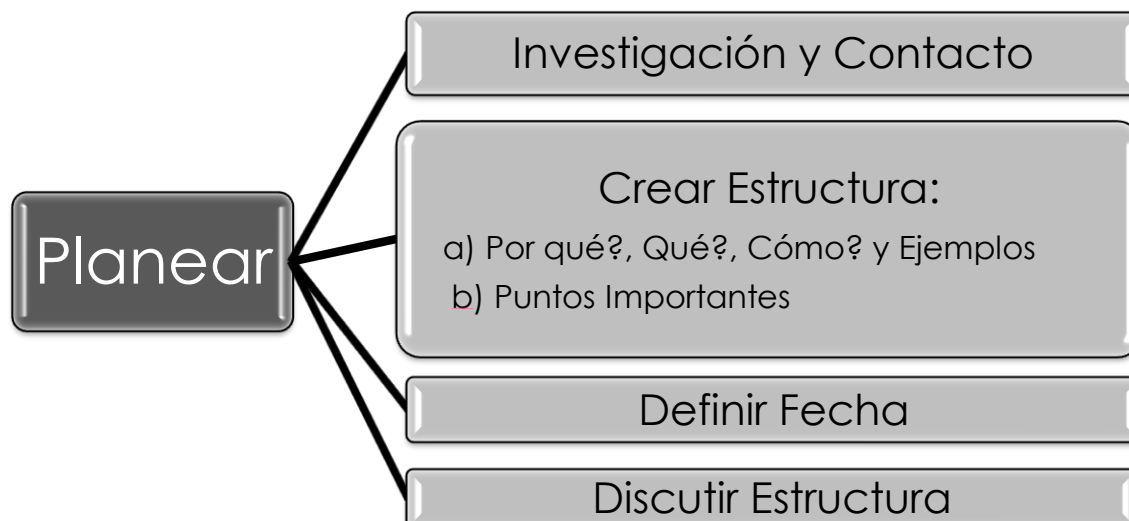 Planear
Investigación y Contacto
Crear Estructura:
a) Por qué?, Qué?, Cómo? y Ejemplos
b) Puntos Importantes
Definir Fecha
Discutir Estructura